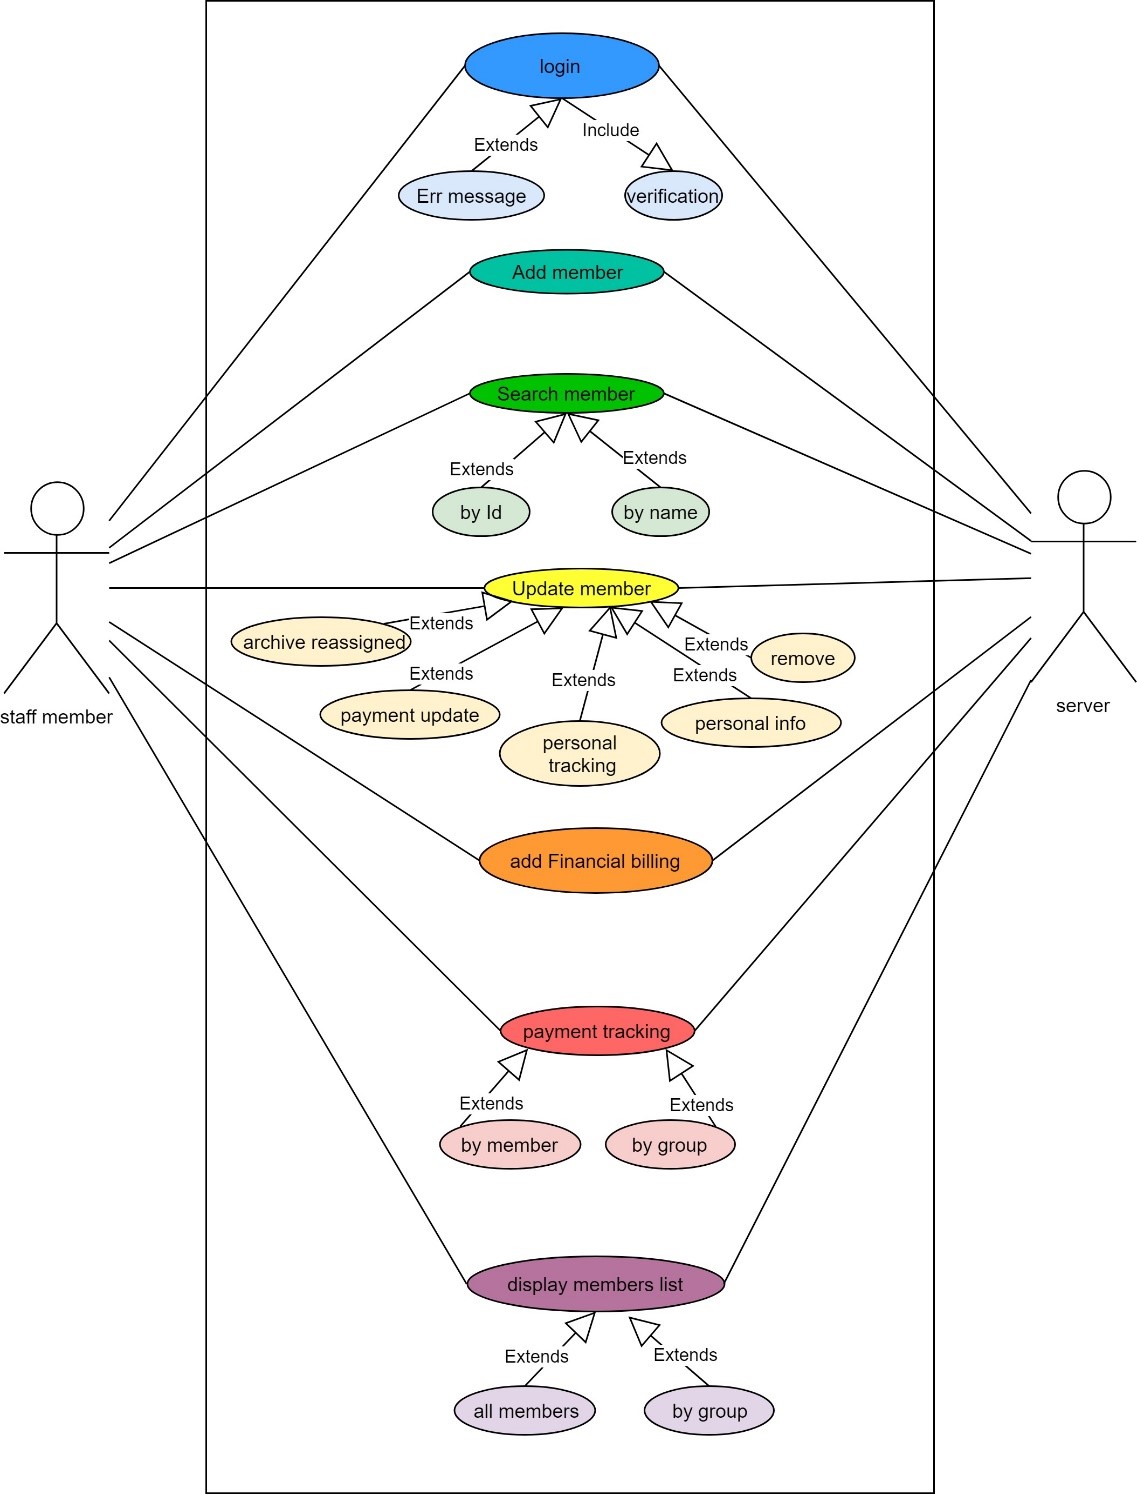 login
Extends
Include
Err message
verification
Add member
Search member
Extends
Extends
by Id
by name
Update member
Extends
archive reassigned
Extends
remove
Extends
Extends
Extends
payment update
personal info
personal
tracking
staff member
server
add Financial billing
payment tracking
Extends
Extends
by member
by group
display members list
Extends
Extends
all members
by group